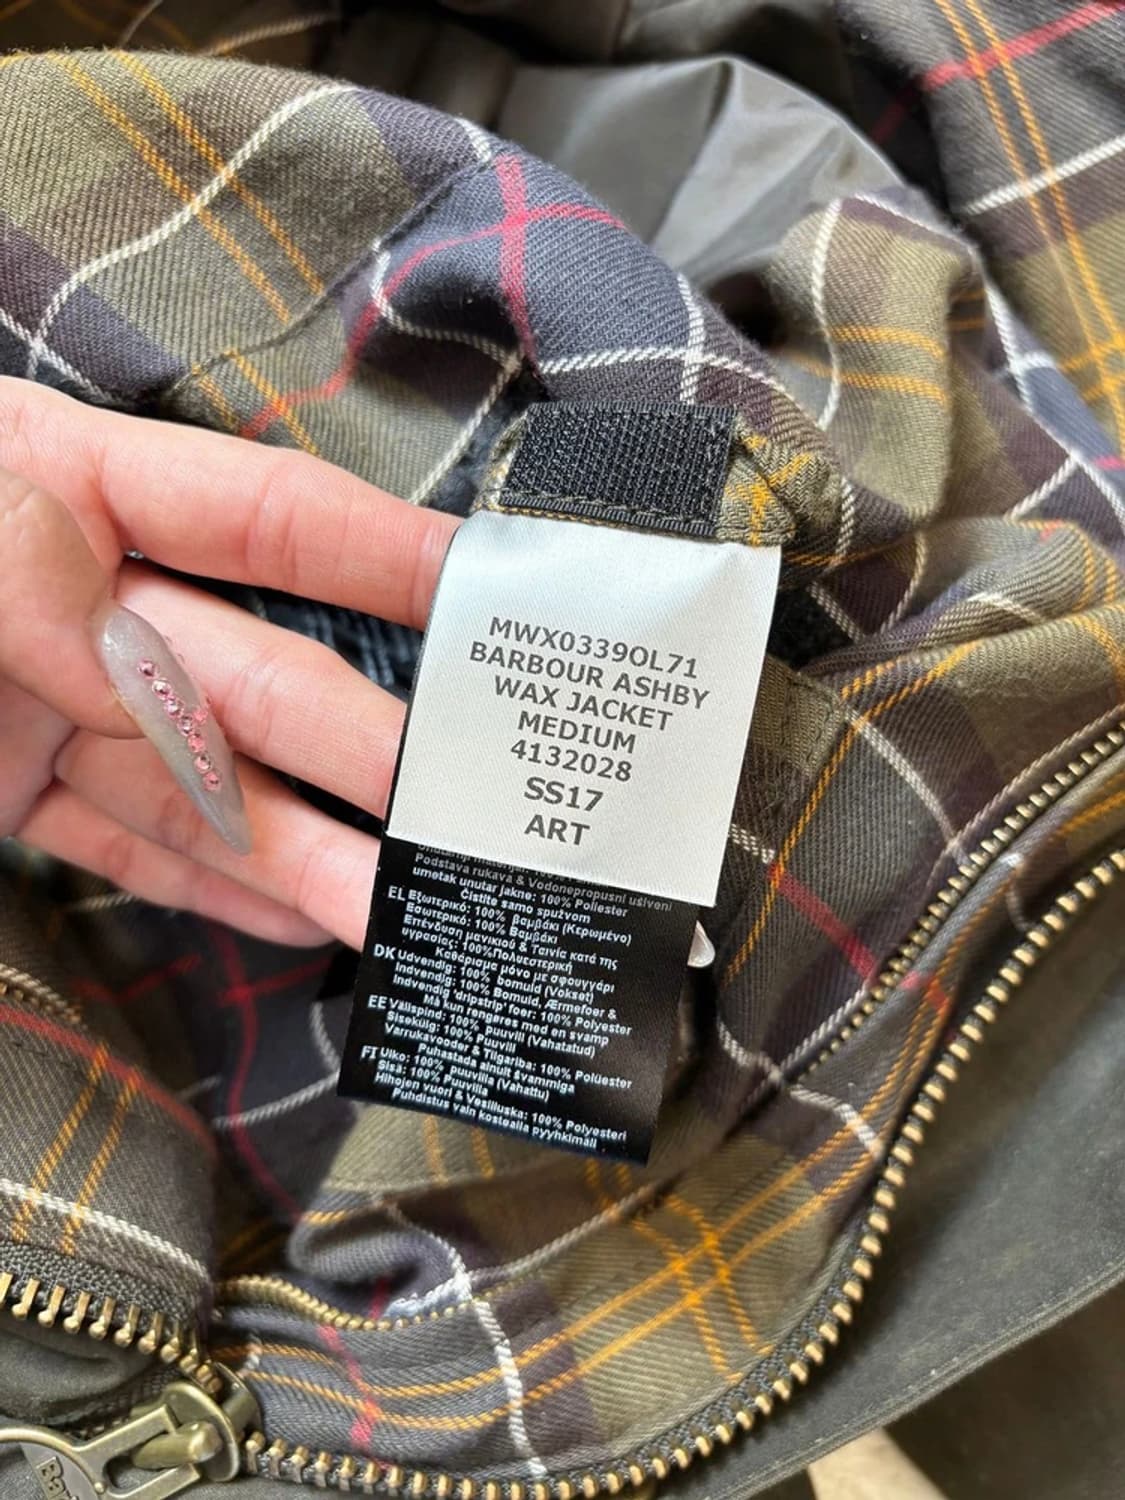 MWX0339OL71
BARBOUR ASHBY
WAX JACKET
MEDIUM
4132028
SS17
ART
Podstava rukava & Vodonepropusni ušiveni
umetak unutar jakne: 100% Poliester
Čistite samo spužvom
EL Εξωτερικό: 100% βαμβάκι (Κερωμένο)
Εσωτερικό: 100% Βαμβάκι
Επένδυση μανικιού & Ταινία κατά της
υγρασίες: 100%Πολυεστερική
Καθάρισμα μόνο με σφουγγάρι
DK Udvendig: 100% bomuld (Vokset)
Indvendig: 100% Bomuld, Ærmefoer &
Indvendig 'dripstrip' foer: 100% Polyester
Må kun rengøres med en svamp
EE Välispind: 100% puuvill (Vahatatud)
Sisekülg: 100% Puuvill
Varrukavooder & Tilgariba: 100% Polüester
Puhastada ainult švammiga
FI Ulko: 100% puuvilla (Vahattu)
Sisä: 100% Puuvilla
Hihojen vuori & Vesiliuska: 100% Polyesteri
Puhdistus vain kostealla pyyhkimällä